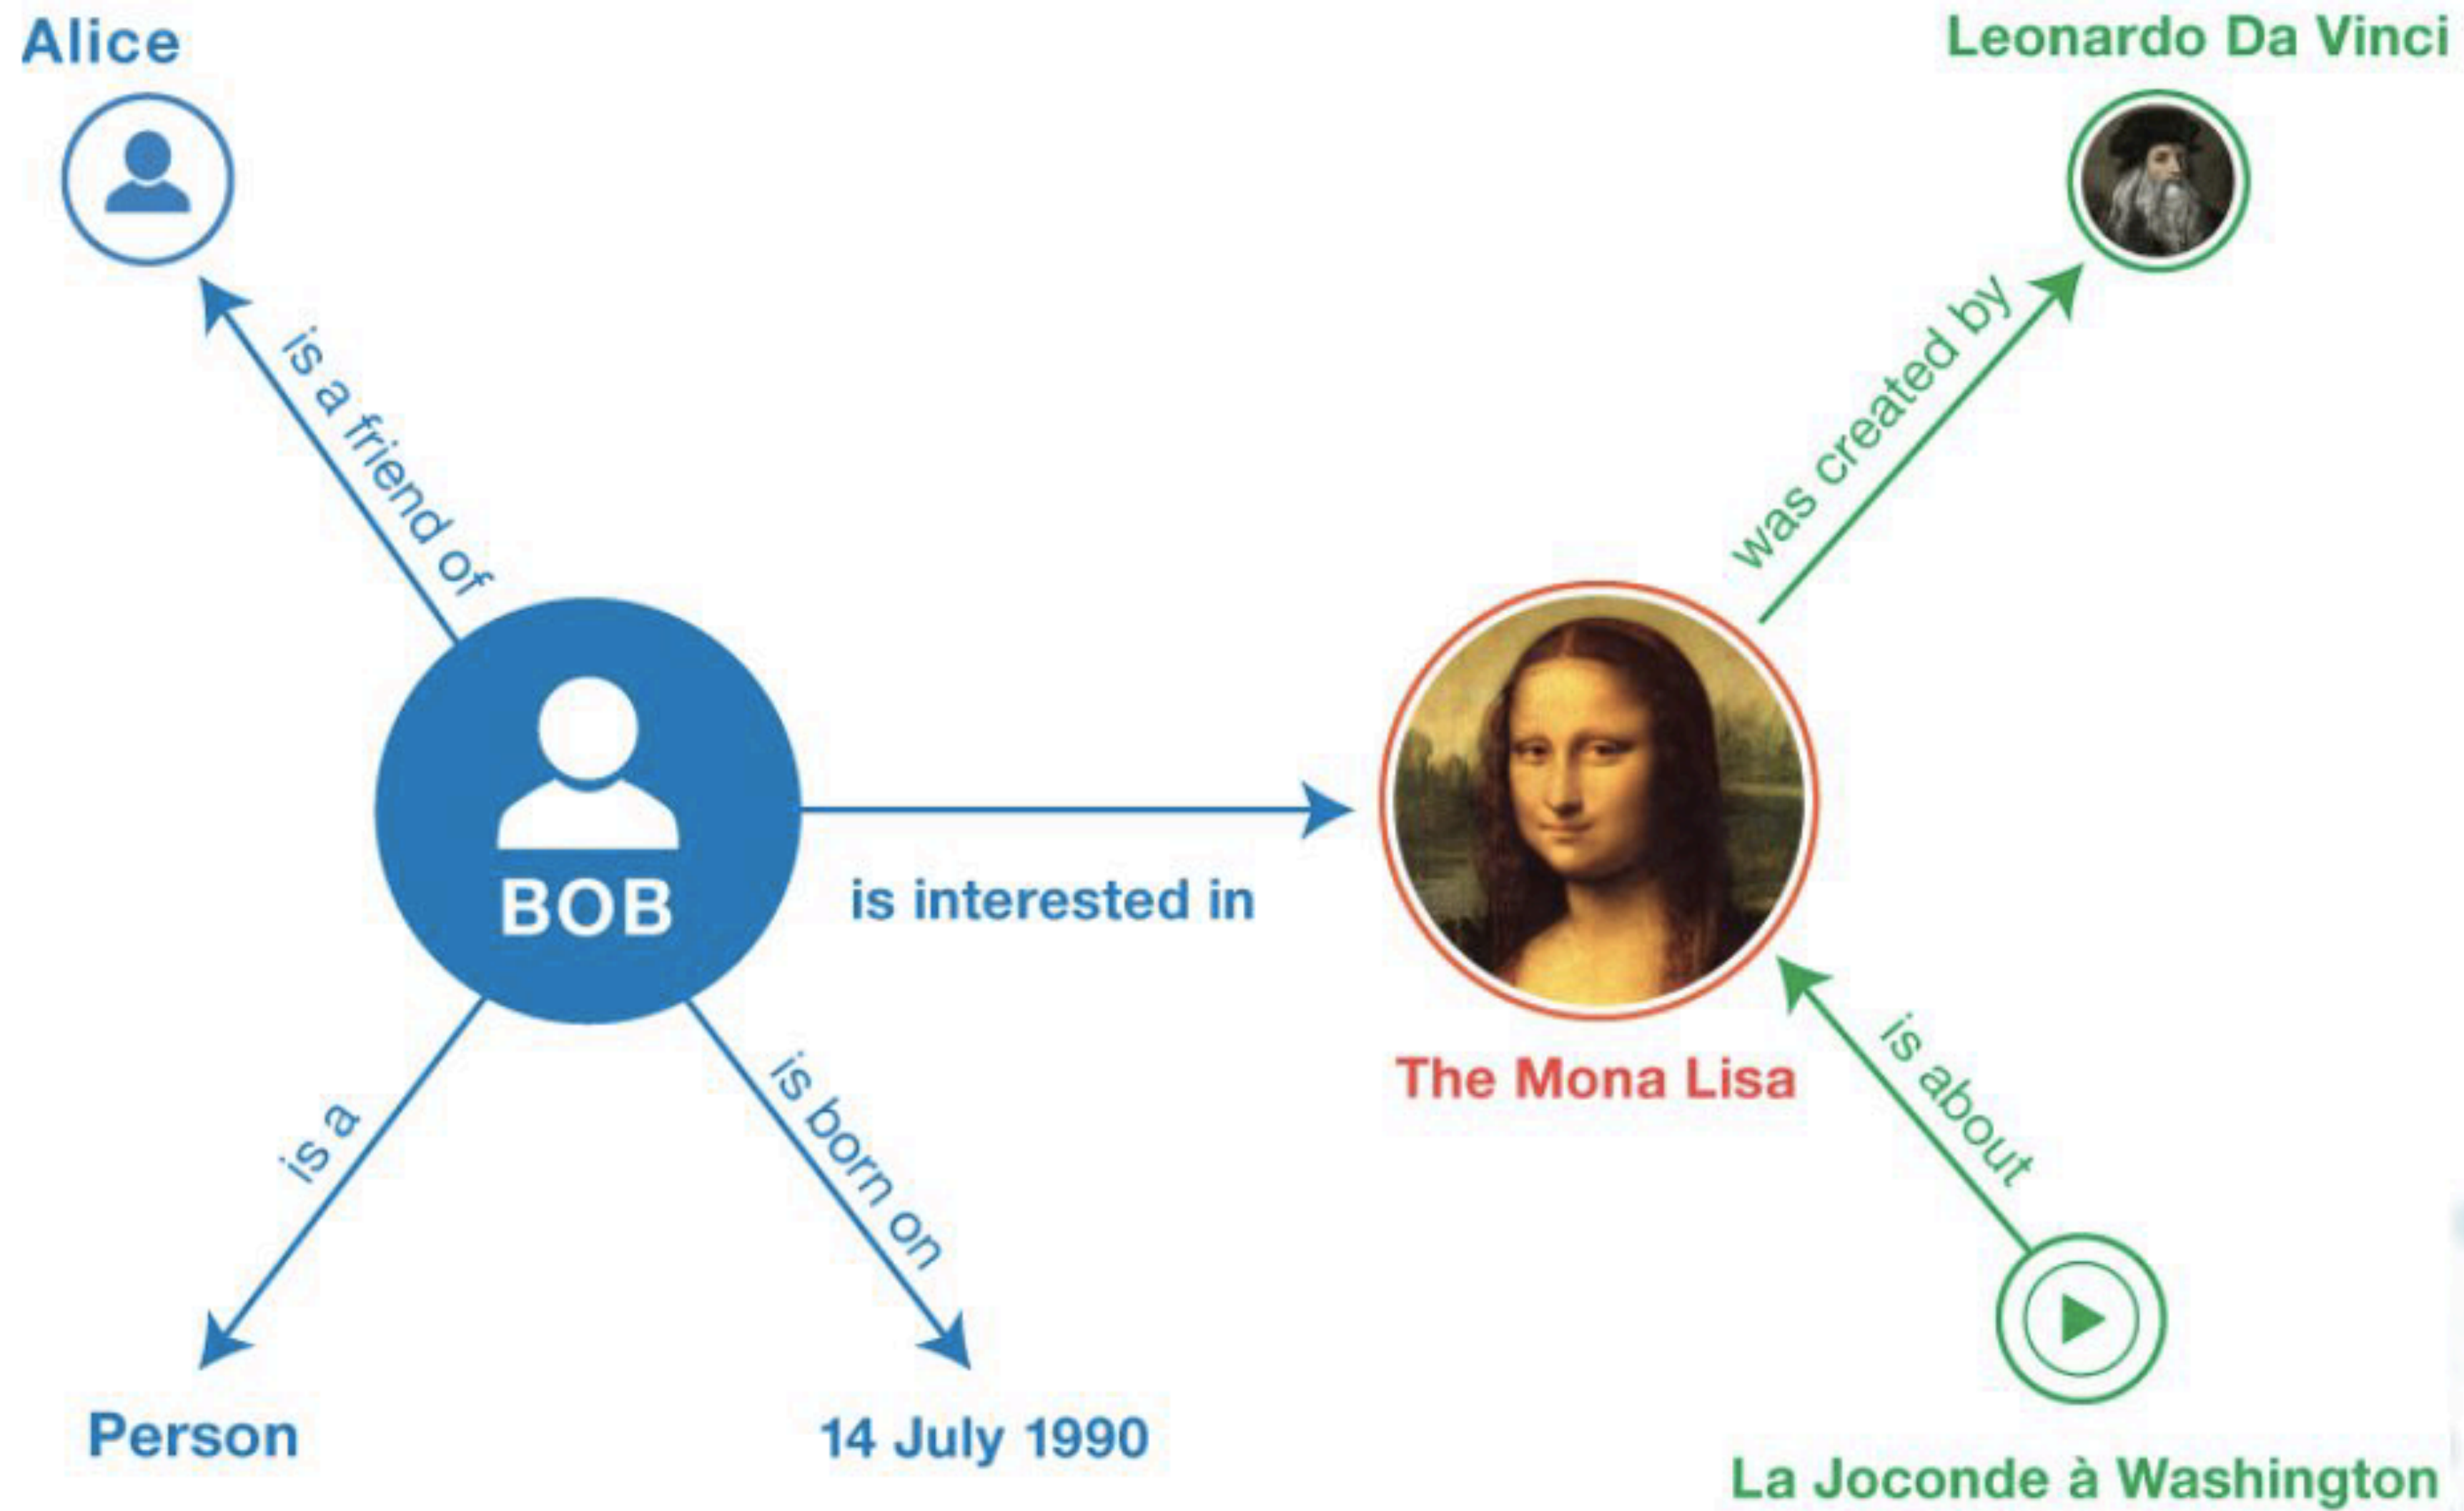 Alice
Leonardo Da Vinci
is a friend of
was created by
BOB
is interested in
The Mona Lisa
is a
is born on
is about
Person
14 July 1990
La Joconde à Washington